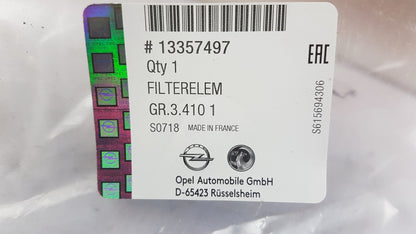 # 13357497
Qty 1
FILTERELEM
GR.3.410 1
S0718 MADE IN FRANCE
Opel Automobile GmbH
D-65423 Rüsselsheim
EAC
S615694306